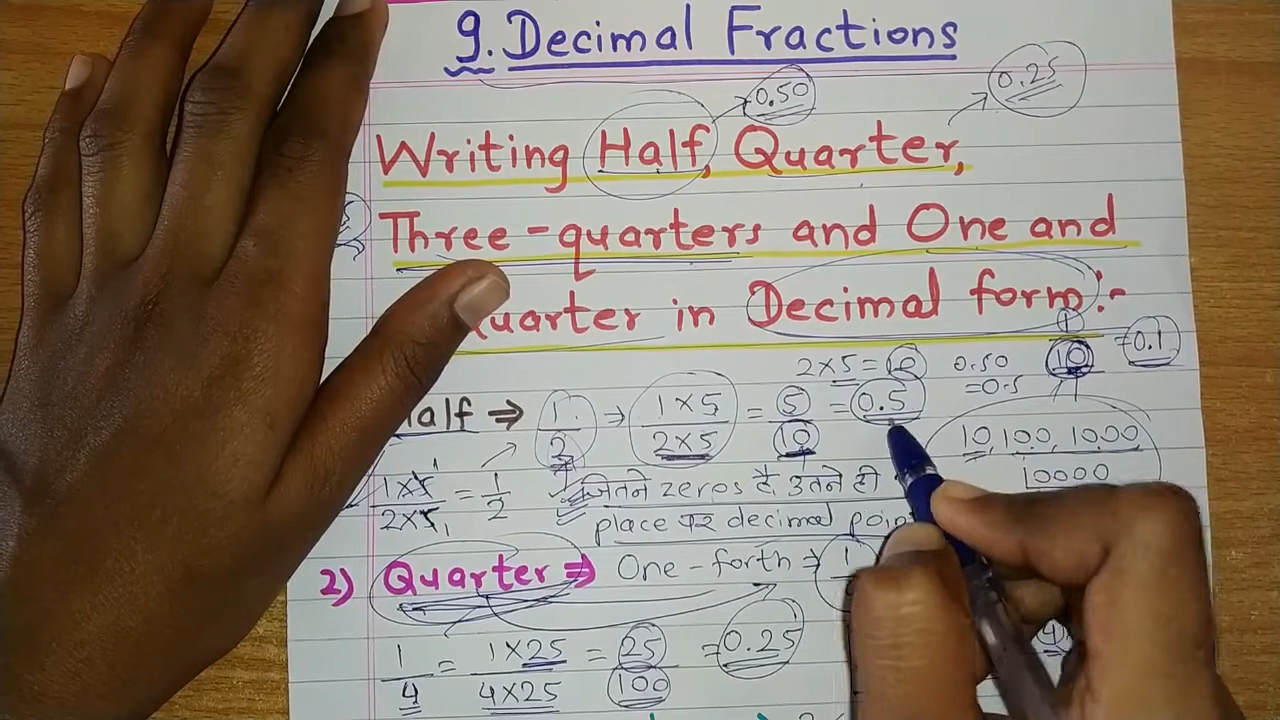 9. Decimal Fractions
0.50
0.25
Writing Half, Quarter,
Three-quarters and One and
Quarter in Decimal form:-
2×5=10
0.50
=0.5
1/10 =0.1
Half ⇒ 1/2 → 1×5/2×5 = 5/10 = 0.5
10, 100, 1000
10000
1×5/2×5 = 1/2
जितने zeros है उतने ही
place पर decimal
2) Quarter ⇒ One-forth ⇒ 1
1/4 = 1×25/4×25 = 25/100 = 0.25
4